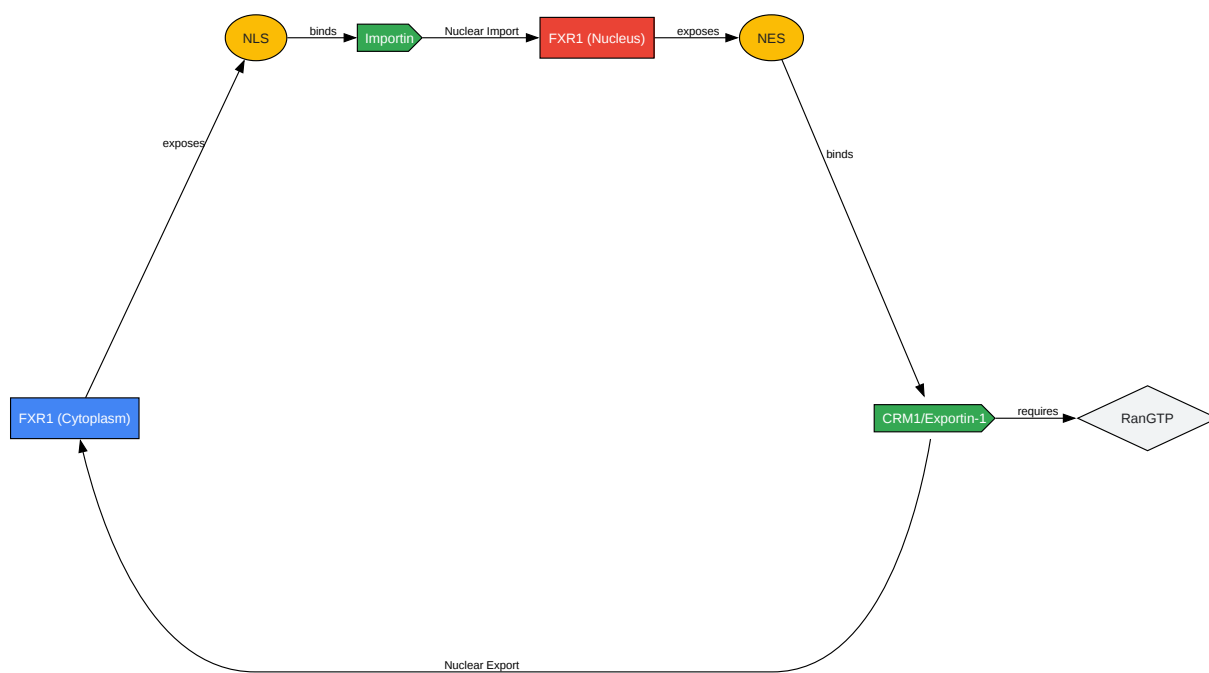 NLS
binds
Importin
Nuclear Import
FXR1 (Nucleus)
exposes
NES
exposes
binds
FXR1 (Cytoplasm)
CRM1/Exportin-1
requires
RanGTP
Nuclear Export